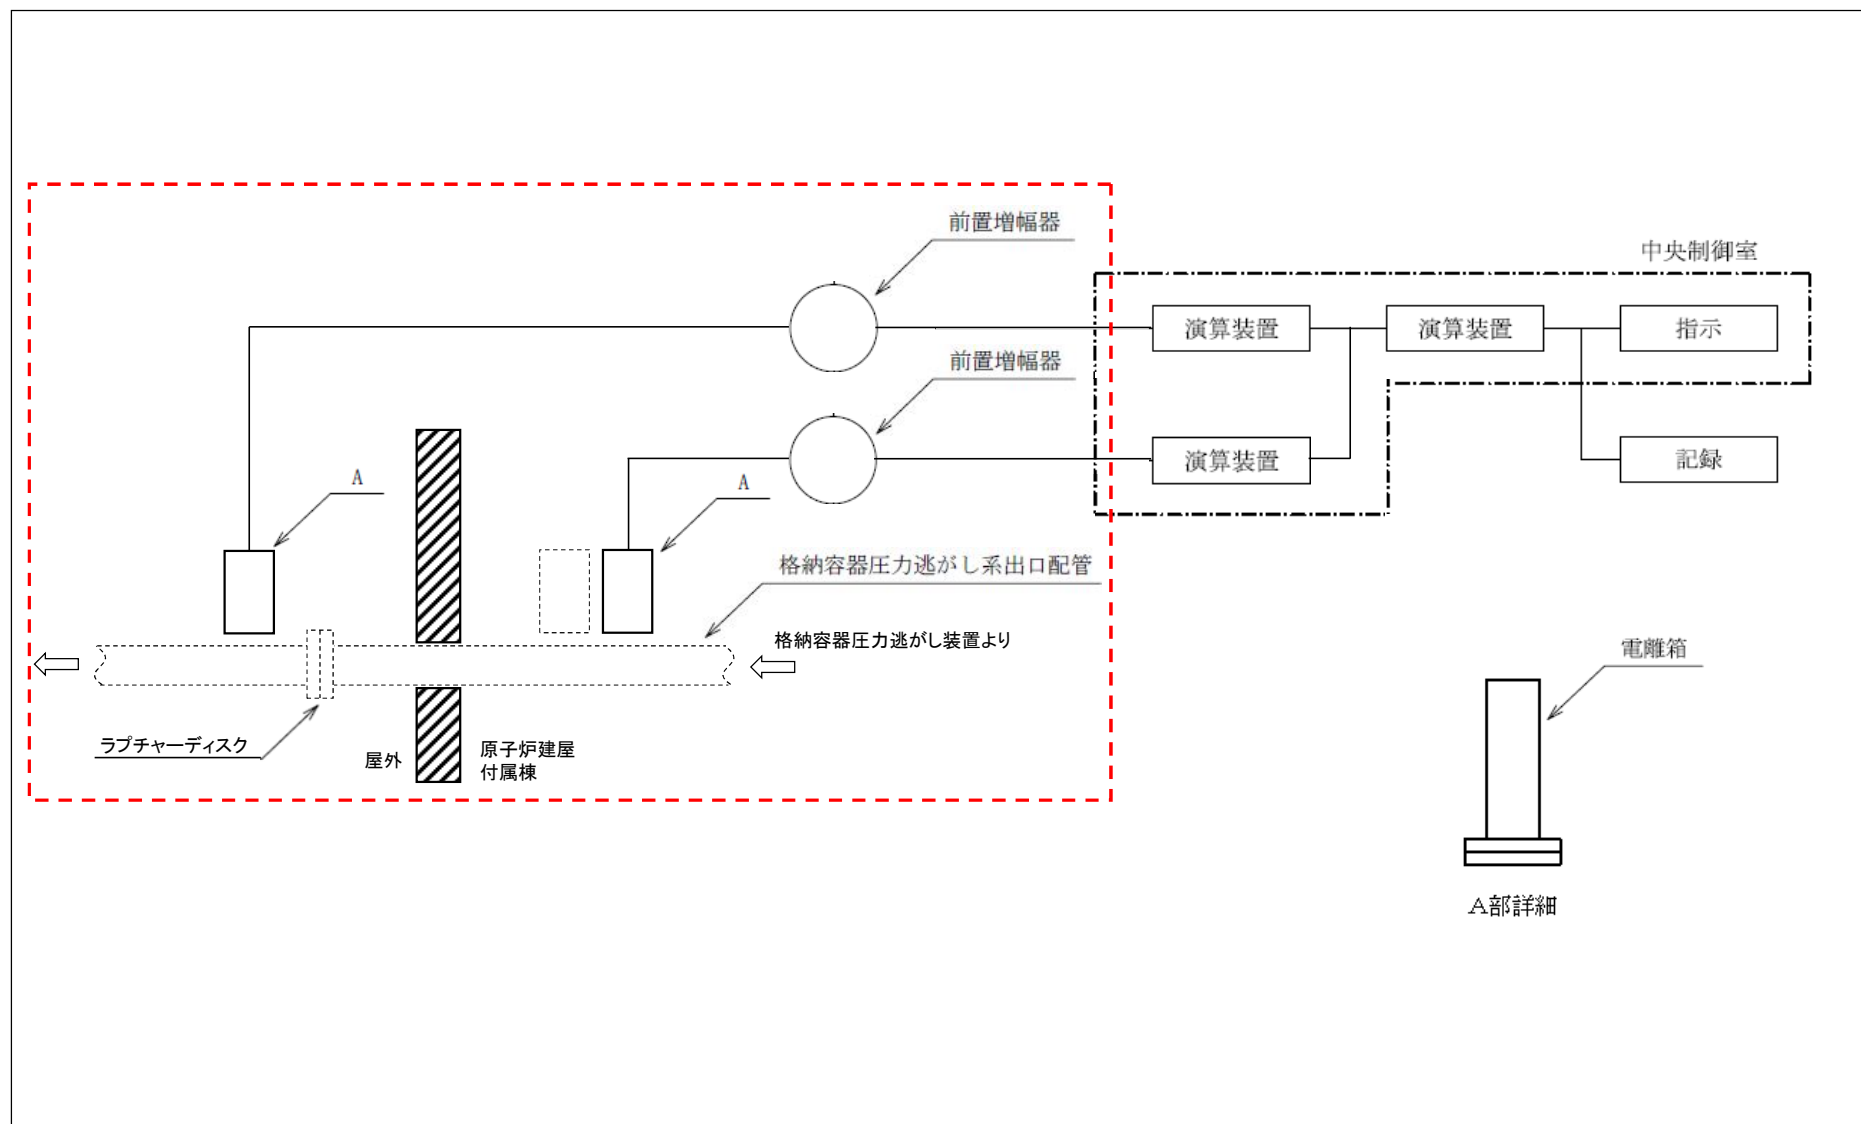 前置増幅器
中央制御室
演算装置
演算装置
指示
前置増幅器
演算装置
記録
A
A
格納容器圧力逃がし系出口配管
格納容器圧力逃がし装置より
電離箱
ラプチャーディスク
屋外
原子炉建屋
付属棟
A部詳細